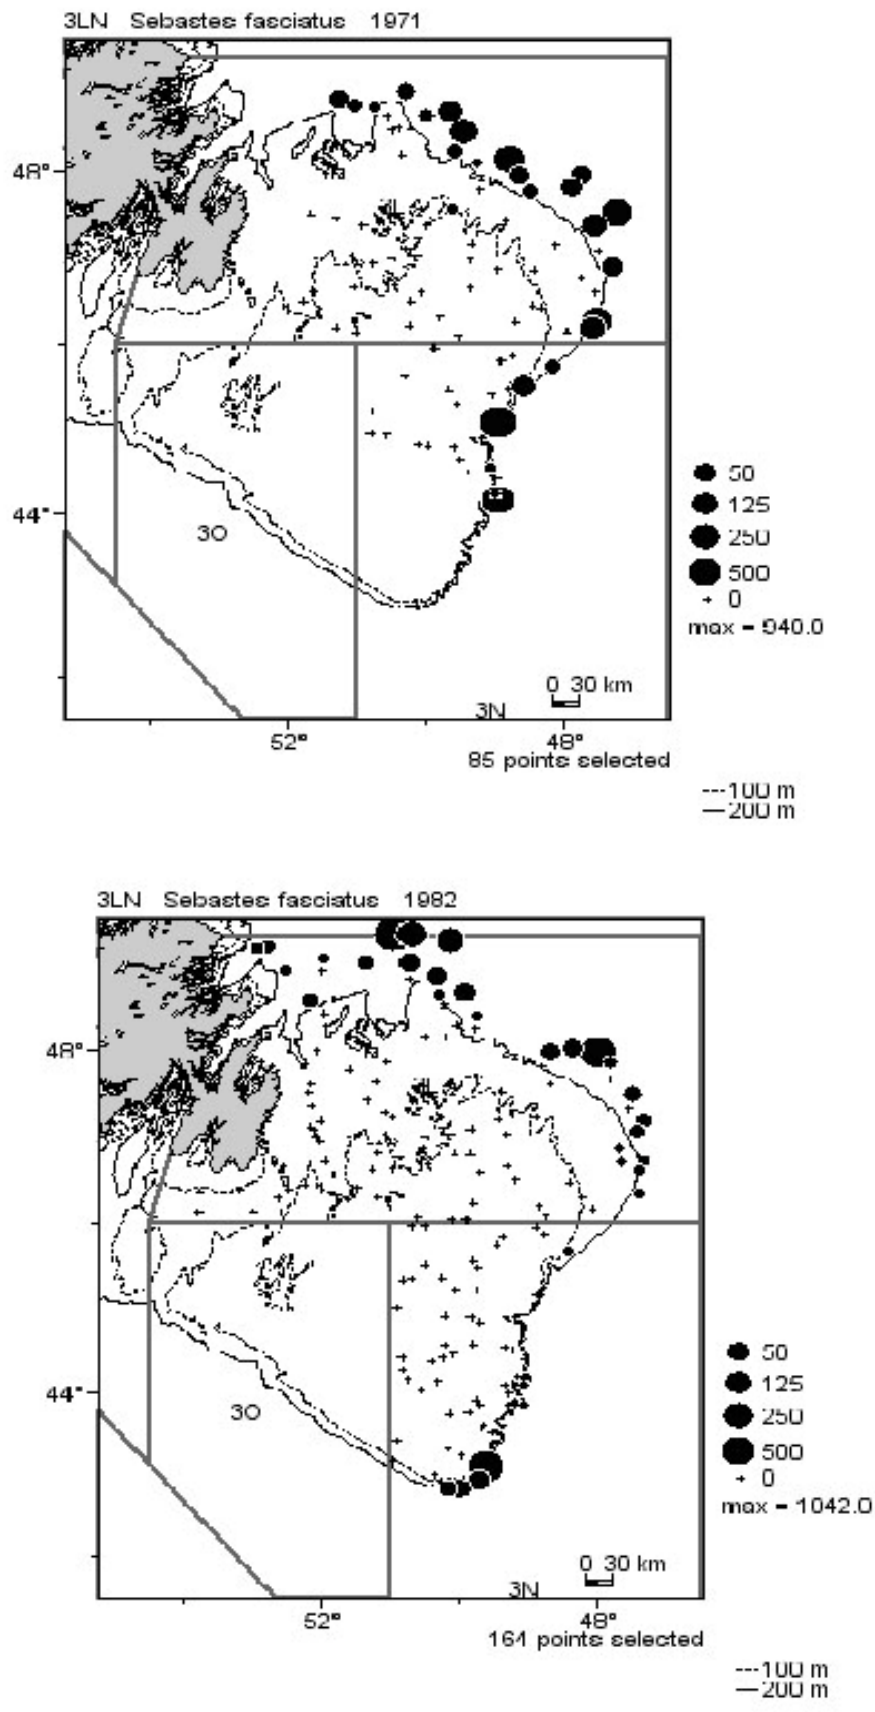 3LN Sebastes fasciatus 1971
48°
44°
3O
50
125
250
500
+ 0
max = 940.0
0 30 km
3N
52° 48°
85 points selected
---100 m
—200 m
3LN Sebastes fasciatus 1982
48°
44°
3O
50
125
250
500
+ 0
max = 1042.0
0 30 km
3N
52° 48°
164 points selected
---100 m
—200 m